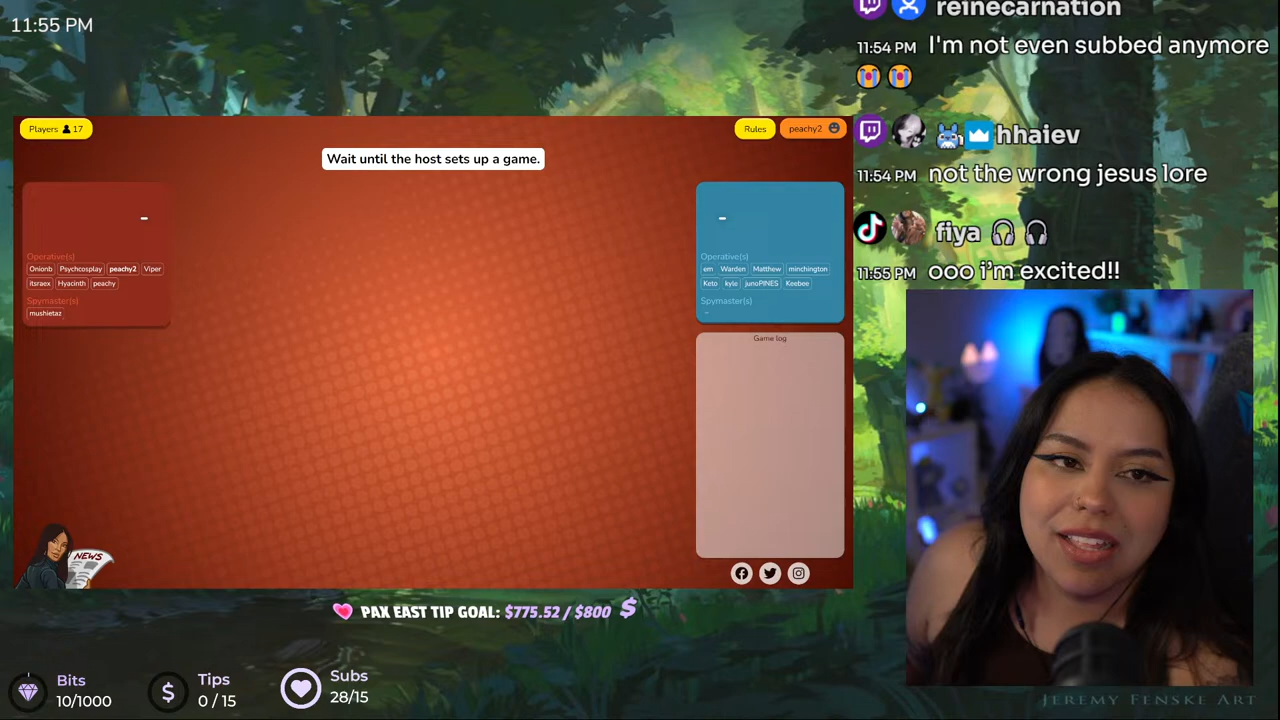 11:55 PM
Players 17
Rules
peachy2
Wait until the host sets up a game.
-
Operative(s)
Onionb Psychcosplay peachy2 Viper
itsraex Hyacinth peachy
Spymaster(s)
mushietaz
-
Operative(s)
em Warden Matthew minchington
Keto kyle junoPINES Keebee
Spymaster(s)
-
Game log
NEWS
PAX EAST TIP GOAL: $775.52 / $800 $
Bits
10/1000
$
Tips
0 / 15
Subs
28/15
reinecarnation
11:54 PM I'm not even subbed anymore
😭 😭
hhaiev
11:54 PM not the wrong jesus lore
fiya 🎧 🎧
11:55 PM ooo i'm excited!!
JEREMY FENSKE ART